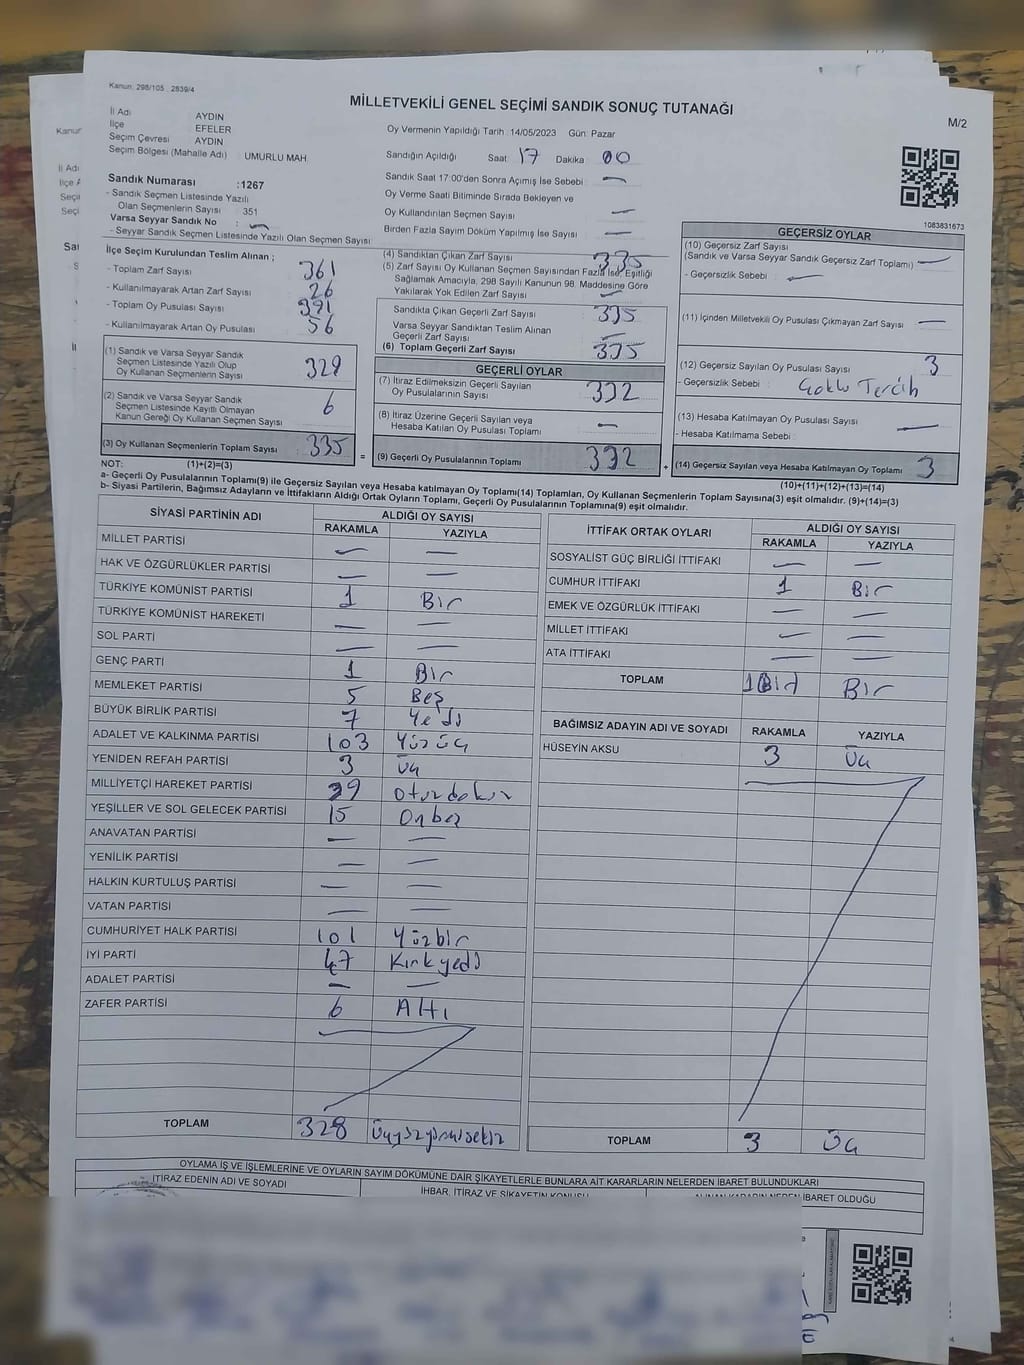 Kanun: 298/105 , 2839/4
MİLLETVEKİLİ GENEL SEÇİMİ SANDIK SONUÇ TUTANAĞI
M/2
İl Adı AYDIN
İlçe EFELER
Seçim Çevresi AYDIN
Seçim Bölgesi (Mahalle Adı) : UMURLU MAH.
Oy Vermenin Yapıldığı Tarih :14/05/2023 Gün: Pazar
Sandığın Açıldığı Saat 17 Dakika 00
Sandık Saat 17:00'den Sonra Açımış İse Sebebi —
Oy Verme Saati Bitiminde Sırada Bekleyen ve
Oy Kullandırılan Seçmen Sayısı —
Birden Fazla Sayım Döküm Yapılmış İse Sayısı —
Sandık Numarası :1267
- Sandık Seçmen Listesinde Yazılı
Olan Seçmenlerin Sayısı 351
Varsa Seyyar Sandık No : —
- Seyyar Sandık Seçmen Listesinde Yazılı Olan Seçmen Sayısı
1083831673
İlçe Seçim Kurulundan Teslim Alınan ;
- Toplam Zarf Sayısı 361
- Kullanılmayarak Artan Zarf Sayısı 26
- Toplam Oy Pusulası Sayısı 391
- Kullanılmayarak Artan Oy Pusulası 56
(1) Sandık ve Varsa Seyyar Sandık
Seçmen Listesinde Yazılı Olup
Oy Kullanan Seçmenlerin Sayısı 329
(2) Sandık ve Varsa Seyyar Sandık
Seçmen Listesinde Kayıtlı Olmayan
Kanun Gereği Oy Kullanan Seçmen Sayısı 6
(3) Oy Kullanan Seçmenlerin Toplam Sayısı 335
(4) Sandıktan Çıkan Zarf Sayısı 335
(5) Zarf Sayısı Oy Kullanan Seçmen Sayısından Fazla İse, Eşitliği
Sağlamak Amacıyla, 298 Sayılı Kanunun 98. Maddesine Göre
Yakılarak Yok Edilen Zarf Sayısı —
Sandıkta Çıkan Geçerli Zarf Sayısı 335
Varsa Seyyar Sandıktan Teslim Alınan
Geçerli Zarf Sayısı —
(6) Toplam Geçerli Zarf Sayısı 335
GEÇERLİ OYLAR
(7) İtiraz Edilmeksizin Geçerli Sayılan
Oy Pusulalarının Sayısı 332
(8) İtiraz Üzerine Geçerli Sayılan veya
Hesaba Katılan Oy Pusulası Toplamı —
= (9) Geçerli Oy Pusulalarının Toplamı 332
GEÇERSİZ OYLAR
(10) Geçersiz Zarf Sayısı
(Sandık ve Varsa Seyyar Sandık Geçersiz Zarf Toplamı) —
- Geçersizlik Sebebi : —
(11) İçinden Milletvekili Oy Pusulası Çıkmayan Zarf Sayısı —
(12) Geçersiz Sayılan Oy Pusulası Sayısı 3
- Geçersizlik Sebebi : Çoklu Tercih
(13) Hesaba Katılmayan Oy Pusulası Sayısı —
- Hesaba Katılmama Sebebi :
+ (14) Geçersiz Sayılan veya Hesaba Katılmayan Oy Toplamı 3
NOT: (1)+(2)=(3)
(10)+(11)+(12)+(13)=(14)
a- Geçerli Oy Pusulalarının Toplamı(9) ile Geçersiz Sayılan veya Hesaba katılmayan Oy Toplamı(14) Toplamları, Oy Kullanan Seçmenlerin Toplam Sayısına(3) eşit olmalıdır. (9)+(14)=(3)
b- Siyasi Partilerin, Bağımsız Adayların ve İttifakların Aldığı Ortak Oyların Toplamı, Geçerli Oy Pusulalarının Toplamına(9) eşit olmalıdır.
SİYASİ PARTİNİN ADI ALDIĞI OY SAYISI
RAKAMLA YAZIYLA
MİLLET PARTİSİ — —
HAK VE ÖZGÜRLÜKLER PARTİSİ — —
TÜRKİYE KOMÜNİST PARTİSİ 1 Bir
TÜRKİYE KOMÜNİST HAREKETİ — —
SOL PARTİ — —
GENÇ PARTİ 1 Bir
MEMLEKET PARTİSİ 5 Beş
BÜYÜK BİRLİK PARTİSİ 7 Yedi
ADALET VE KALKINMA PARTİSİ 103 Yüzüç
YENİDEN REFAH PARTİSİ 3 Üç
MİLLİYETÇİ HAREKET PARTİSİ 39 Otuzdokuz
YEŞİLLER VE SOL GELECEK PARTİSİ 15 Onbeş
ANAVATAN PARTİSİ — —
YENİLİK PARTİSİ — —
HALKIN KURTULUŞ PARTİSİ — —
VATAN PARTİSİ — —
CUMHURİYET HALK PARTİSİ 101 Yüzbir
İYİ PARTİ 47 Kırkyedi
ADALET PARTİSİ — —
ZAFER PARTİSİ 6 Altı
TOPLAM 328 Üçyüzyirmisekiz
İTTİFAK ORTAK OYLARI ALDIĞI OY SAYISI
RAKAMLA YAZIYLA
SOSYALİST GÜÇ BİRLİĞİ İTTİFAKI — —
CUMHUR İTTİFAKI 1 Bir
EMEK VE ÖZGÜRLÜK İTTİFAKI — —
MİLLET İTTİFAKI — —
ATA İTTİFAKI — —
TOPLAM 1(Bir) Bir
BAĞIMSIZ ADAYIN ADI VE SOYADI RAKAMLA YAZIYLA
HÜSEYİN AKSU 3 Üç
TOPLAM 3 Üç
OYLAMA İŞ VE İŞLEMLERİNE VE OYLARIN SAYIM DÖKÜMÜNE DAİR ŞİKAYETLERLE BUNLARA AİT KARARLARIN NELERDEN İBARET BULUNDUKLARI
İTİRAZ EDENİN ADI VE SOYADI İHBAR, İTİRAZ VE ŞİKAYETİN KONUSU ALINAN KARARIN NEDEN İBARET OLDUĞU